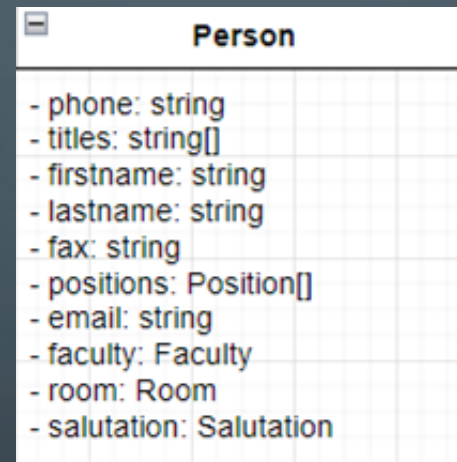 Person
- phone: string
- titles: string[]
- firstname: string
- lastname: string
- fax: string
- positions: Position[]
- email: string
- faculty: Faculty
- room: Room
- salutation: Salutation